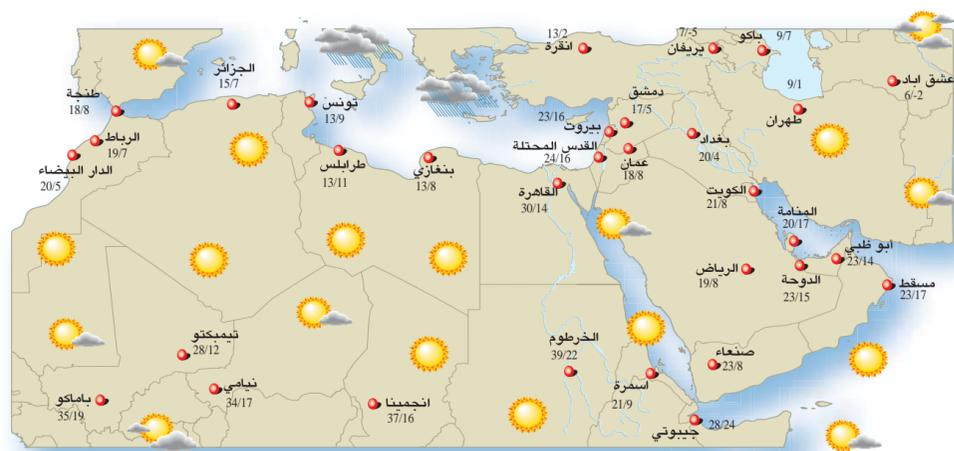 13/2
انقرة
7/-5
يريفان
باكو
9/7
9/1
طهران
عشق اباد
6/-2
الجزائر
15/7
طنجة
18/8
تونس
13/9
الرباط
19/7
الدار البيضاء
20/5
طرابلس
13/11
بنغازي
13/8
23/16
بيروت
دمشق
17/5
القدس المحتلة
24/16
عمان
18/8
بغداد
20/4
القاهرة
30/14
الكويت
21/8
المنامة
20/17
أبو ظبي
23/14
الرياض
19/8
الدوحة
23/15
مسقط
23/17
تيمبكتو
28/12
الخرطوم
39/22
صنعاء
23/8
اسمرة
21/9
نيامي
34/17
باماكو
35/19
انجمينا
37/16
28/24
جيبوتي